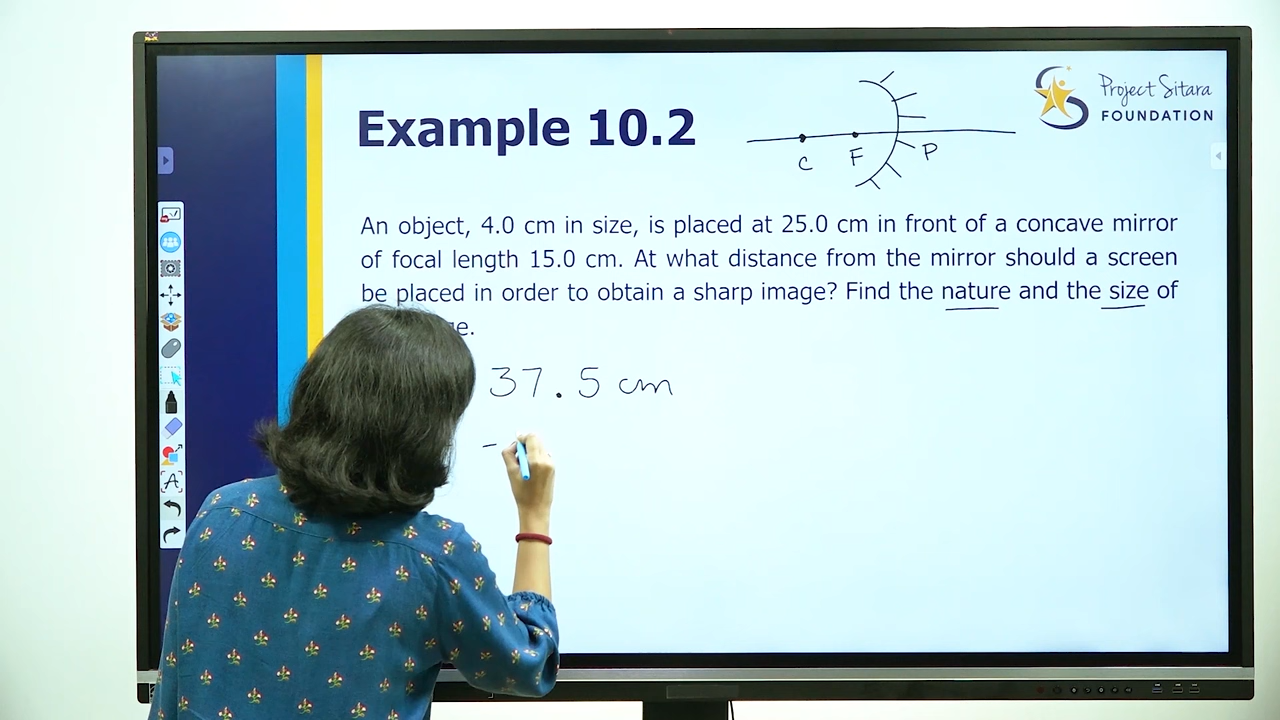 Project Sitara
FOUNDATION
Example 10.2
C F P
An object, 4.0 cm in size, is placed at 25.0 cm in front of a concave mirror
of focal length 15.0 cm. At what distance from the mirror should a screen
be placed in order to obtain a sharp image? Find the nature and the size of
37.5 cm
-
A